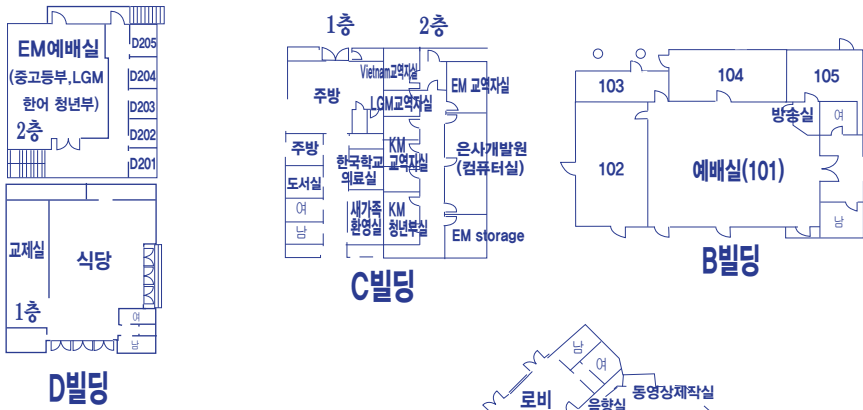 EM예배실
(중고등부,LGM
한어 청년부)
2층
D205
D204
D203
D202
D201
교제실
식당
1층
여
남
D빌딩
1층
2층
주방
Vietnam교역자실
LGM교역자실
EM 교역자실
주방
한국학교
의료실
KM
교역자실
은사개발원
(컴퓨터실)
도서실
여
남
새가족
환영실
KM
청년부실
EM storage
C빌딩
103
104
105
방송실
여
102
예배실(101)
남
B빌딩
남
여
로비
음향실
동영상제작실